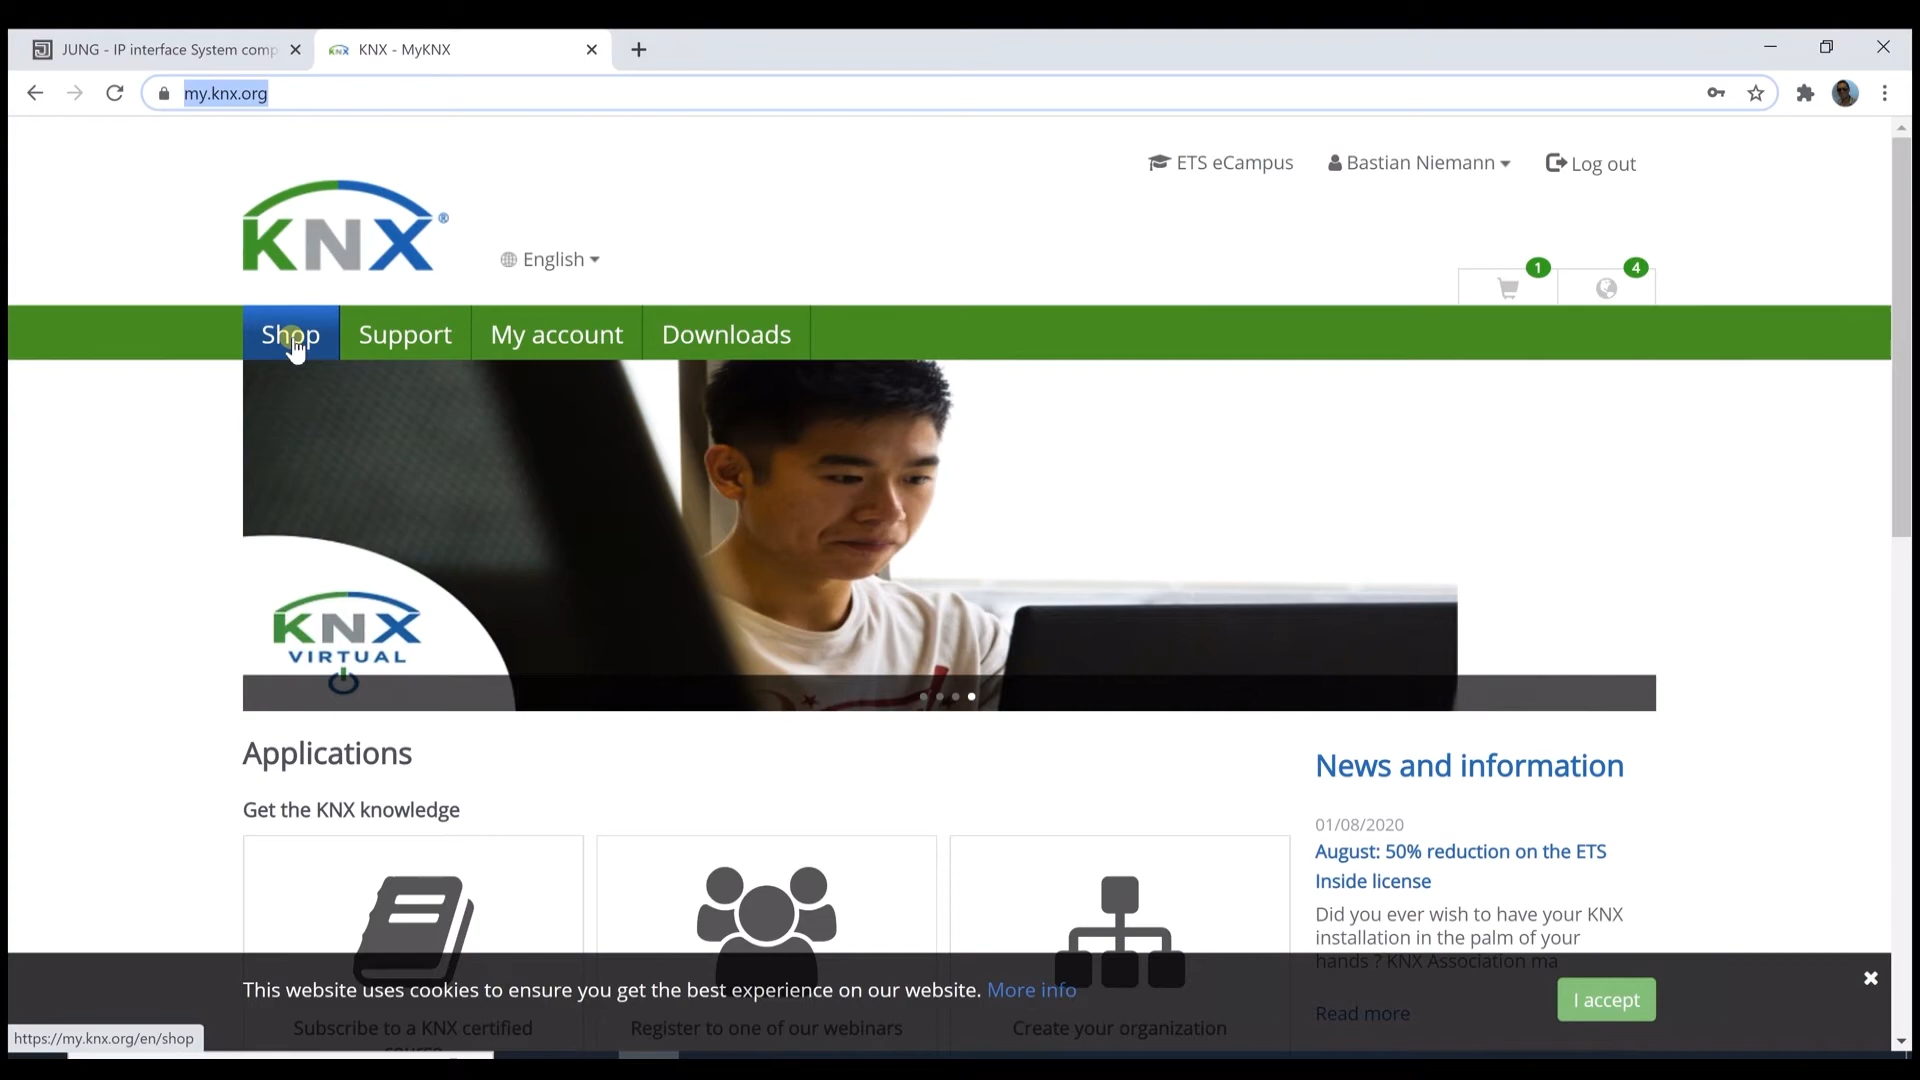 JUNG - IP interface System comp
KNX KNX - MyKNX
my.knx.org
ETS eCampus
Bastian Niemann
Log out
KNX®
English
1
4
Shop
Support
My account
Downloads
KNX
VIRTUAL
Applications
News and information
Get the KNX knowledge
01/08/2020
August: 50% reduction on the ETS
Inside license
Did you ever wish to have your KNX
installation in the palm of your
hands ? KNX Association ma
This website uses cookies to ensure you get the best experience on our website. More info
I accept
Read more
Subscribe to a KNX certified
course
Register to one of our webinars
Create your organization
https://my.knx.org/en/shop